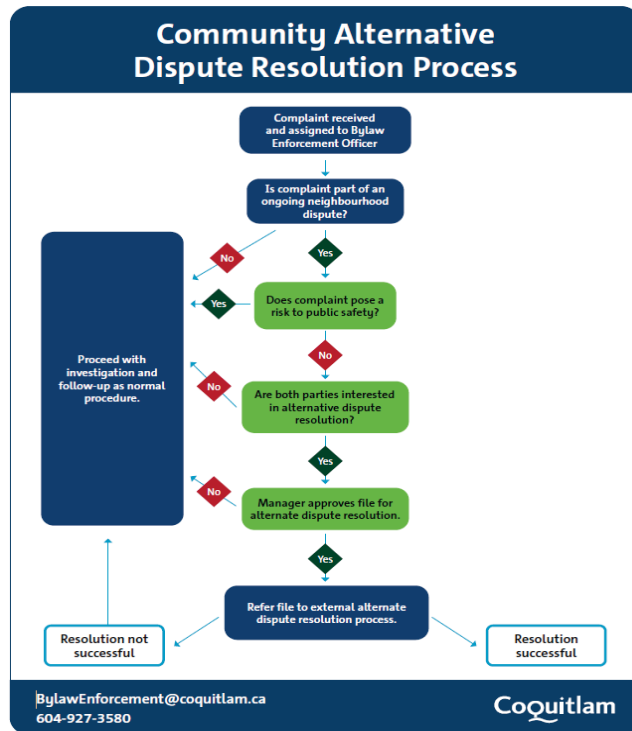 Community Alternative
Dispute Resolution Process
Complaint received
and assigned to Bylaw
Enforcement Officer
Is complaint part of an
ongoing neighbourhood
dispute?
No
Yes
Yes
Does complaint pose a
risk to public safety?
Proceed with
investigation and
follow-up as normal
procedure.
No
No
Are both parties interested
in alternative dispute
resolution?
Yes
No
Manager approves file for
alternate dispute resolution.
Yes
Refer file to external alternate
dispute resolution process.
Resolution not
successful
Resolution
successful
BylawEnforcement@coquitlam.ca
604-927-3580
Coquitlam